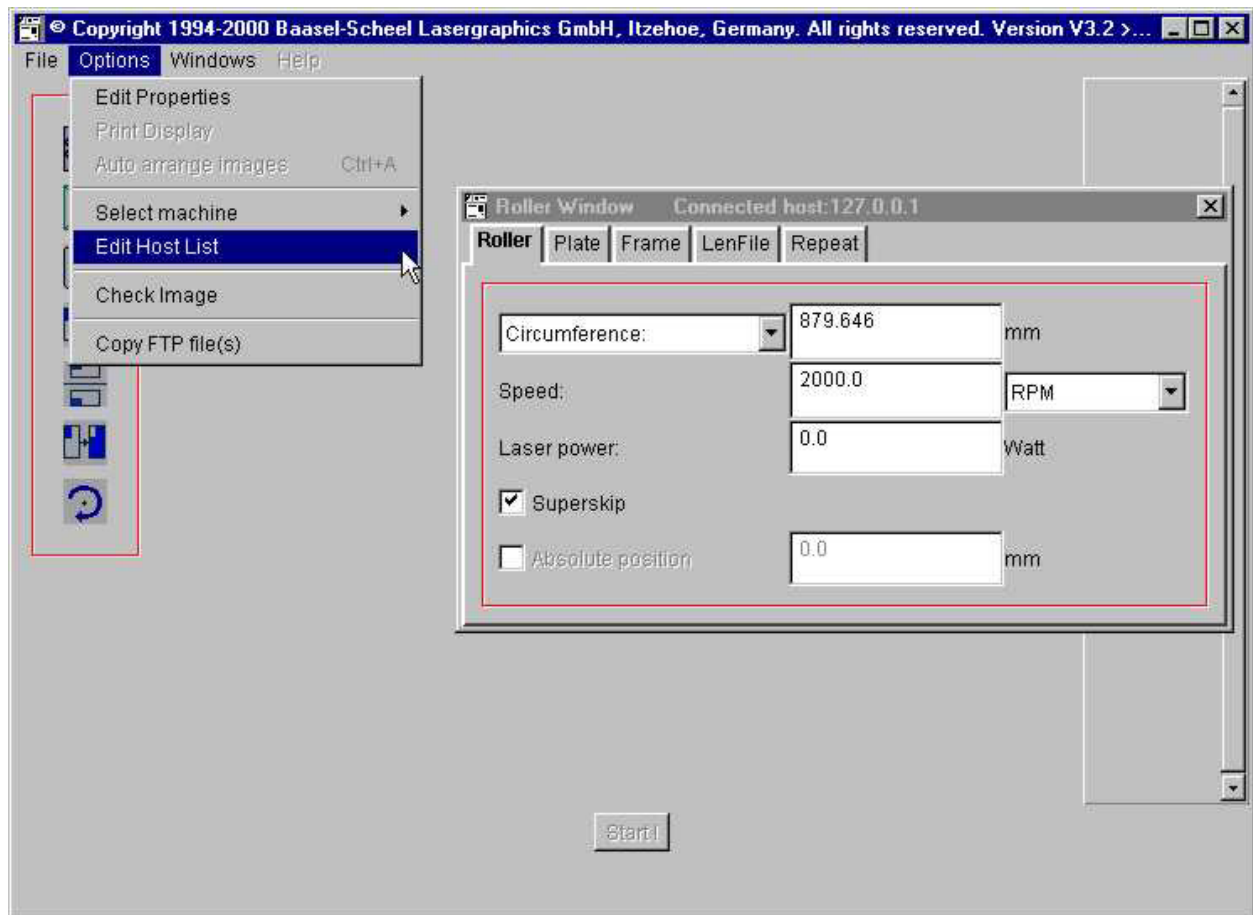 © Copyright 1994-2000 Baasel-Scheel Lasergraphics GmbH, Itzehoe, Germany. All rights reserved. Version V3.2 >...
File Options Windows Help
Edit Properties
Print Display
Auto arrange images Ctrl+A
Select machine
Edit Host List
Check Image
Copy FTP file(s)
Roller Window Connected host:127.0.0.1
Roller Plate Frame LenFile Repeat
Circumference: 879.646 mm
Speed: 2000.0 RPM
Laser power: 0.0 Watt
Superskip
Absolute position 0.0 mm
Start !